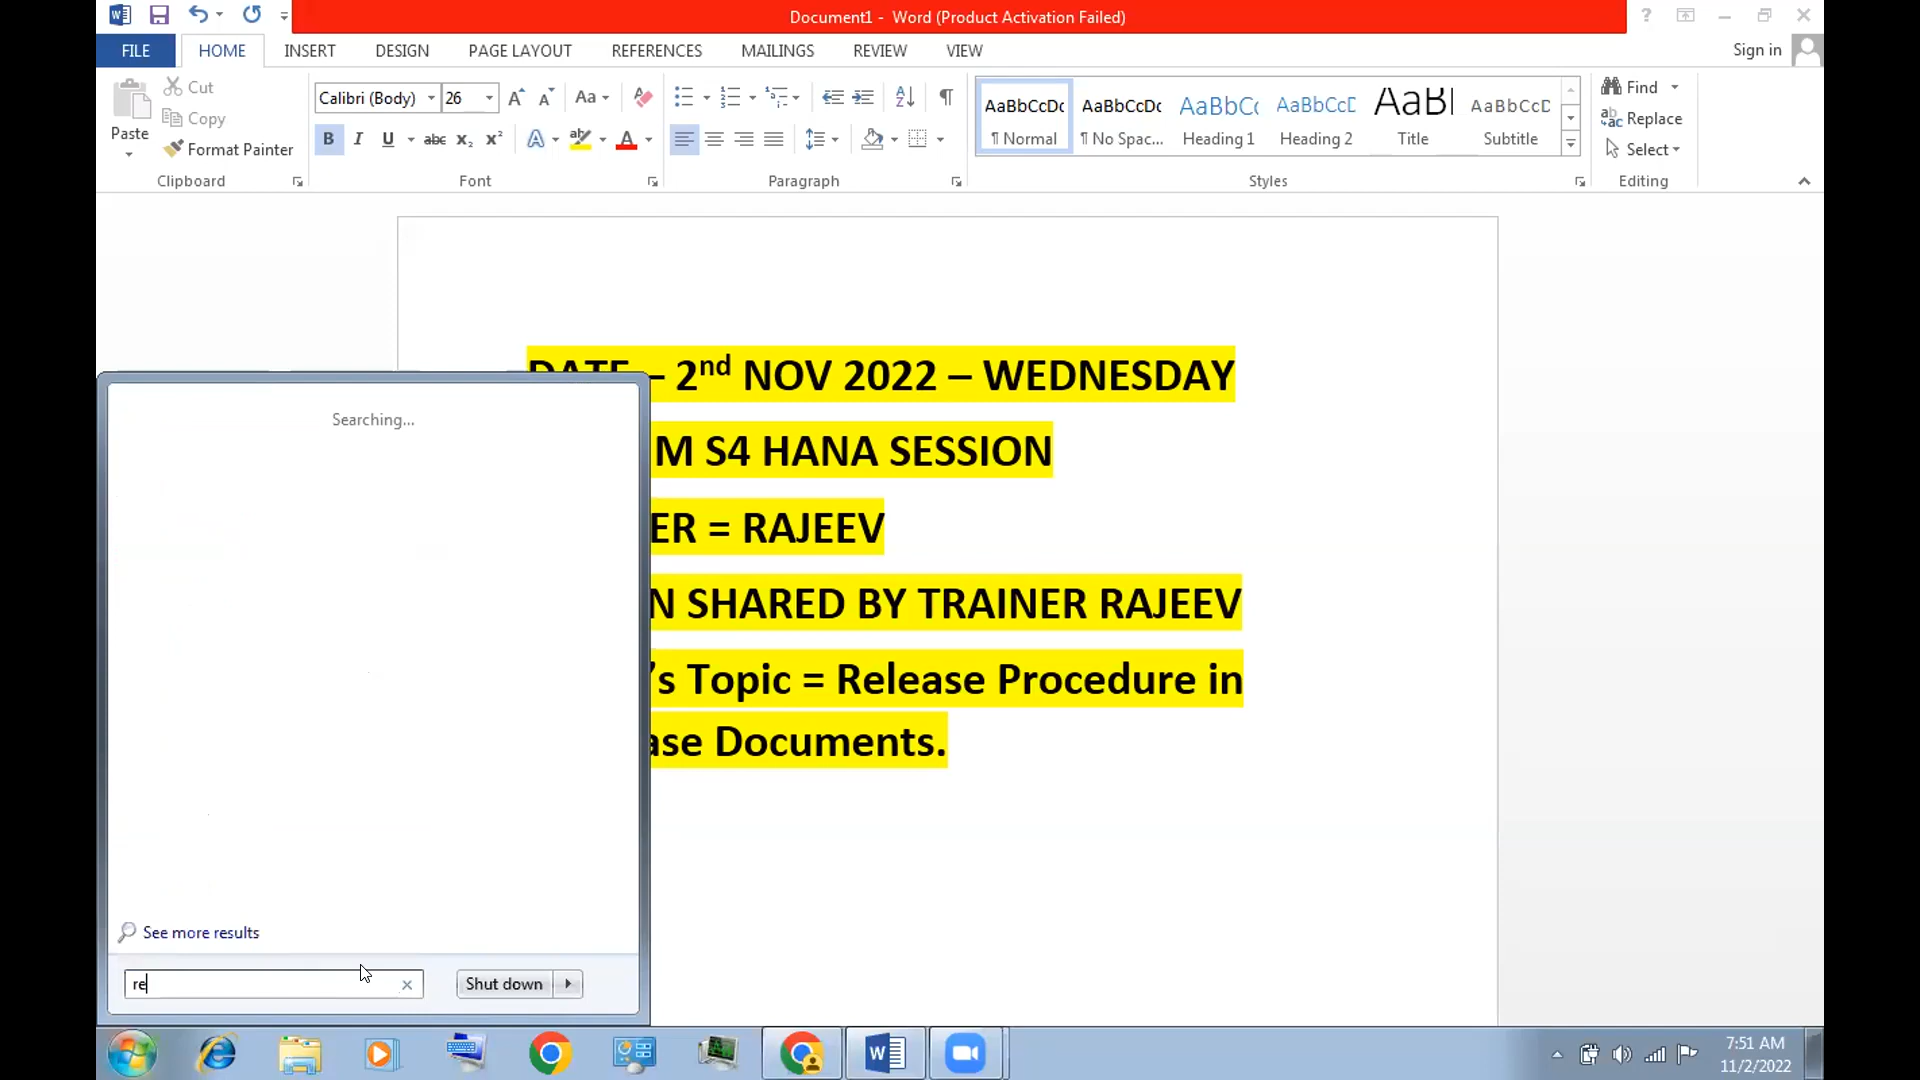 Document1 - Word (Product Activation Failed)
FILE HOME INSERT DESIGN PAGE LAYOUT REFERENCES MAILINGS REVIEW VIEW Sign in
Paste
Cut
Copy
Format Painter
Clipboard
Calibri (Body) 26
Font
Paragraph
AaBbCcDc AaBbCcDc AaBbC AaBbCcD AaB AaBbCcD
¶ Normal ¶ No Spac... Heading 1 Heading 2 Title Subtitle
Styles
Find
Replace
Select
Editing
DATE – 2nd NOV 2022 – WEDNESDAY
M S4 HANA SESSION
ER = RAJEEV
N SHARED BY TRAINER RAJEEV
’s Topic = Release Procedure in
ase Documents.
Searching...
See more results
re
Shut down
7:51 AM
11/2/2022